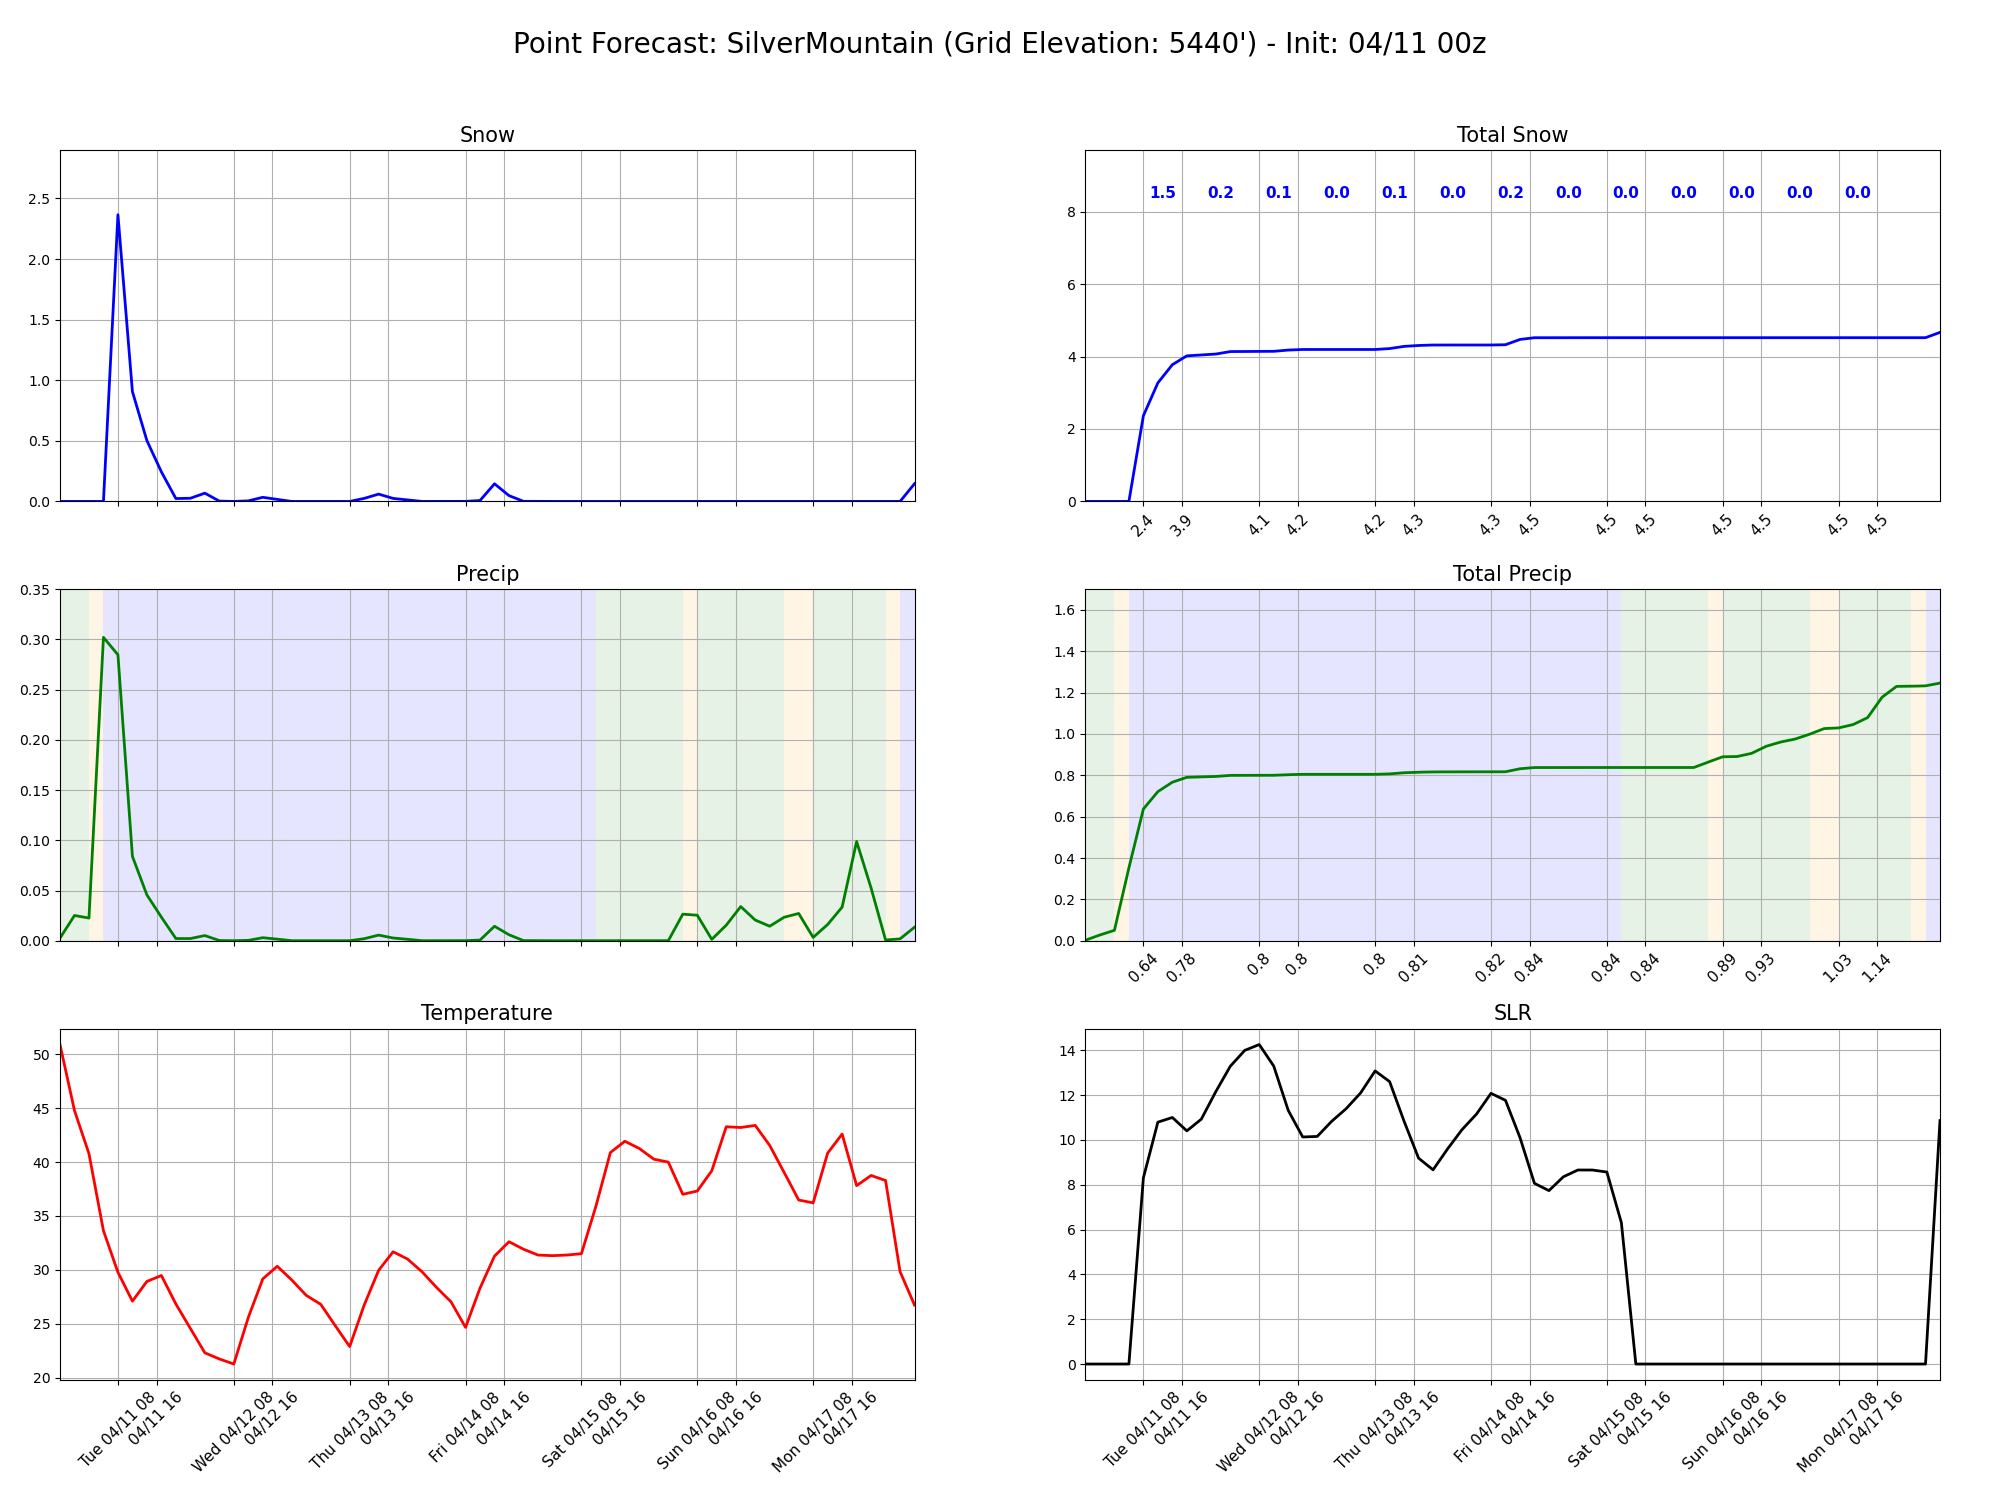 Point Forecast: SilverMountain (Grid Elevation: 5440') - Init: 04/11 00z
Snow
2.5
2.0
1.5
1.0
0.5
0.0
Total Snow
1.5 0.2 0.1 0.0 0.1 0.0 0.2 0.0 0.0 0.0 0.0 0.0 0.0
8
6
4
2
0
2.4 3.9 4.1 4.2 4.2 4.3 4.3 4.5 4.5 4.5 4.5 4.5 4.5 4.5
Precip
0.35
0.30
0.25
0.20
0.15
0.10
0.05
0.00
Total Precip
1.6
1.4
1.2
1.0
0.8
0.6
0.4
0.2
0.0
0.64 0.78 0.8 0.8 0.8 0.81 0.82 0.84 0.84 0.84 0.89 0.93 1.03 1.14
Temperature
50
45
40
35
30
25
20
Tue 04/11 08
04/11 16
Wed 04/12 08
04/12 16
Thu 04/13 08
04/13 16
Fri 04/14 08
04/14 16
Sat 04/15 08
04/15 16
Sun 04/16 08
04/16 16
Mon 04/17 08
04/17 16
SLR
14
12
10
8
6
4
2
0
Tue 04/11 08
04/11 16
Wed 04/12 08
04/12 16
Thu 04/13 08
04/13 16
Fri 04/14 08
04/14 16
Sat 04/15 08
04/15 16
Sun 04/16 08
04/16 16
Mon 04/17 08
04/17 16